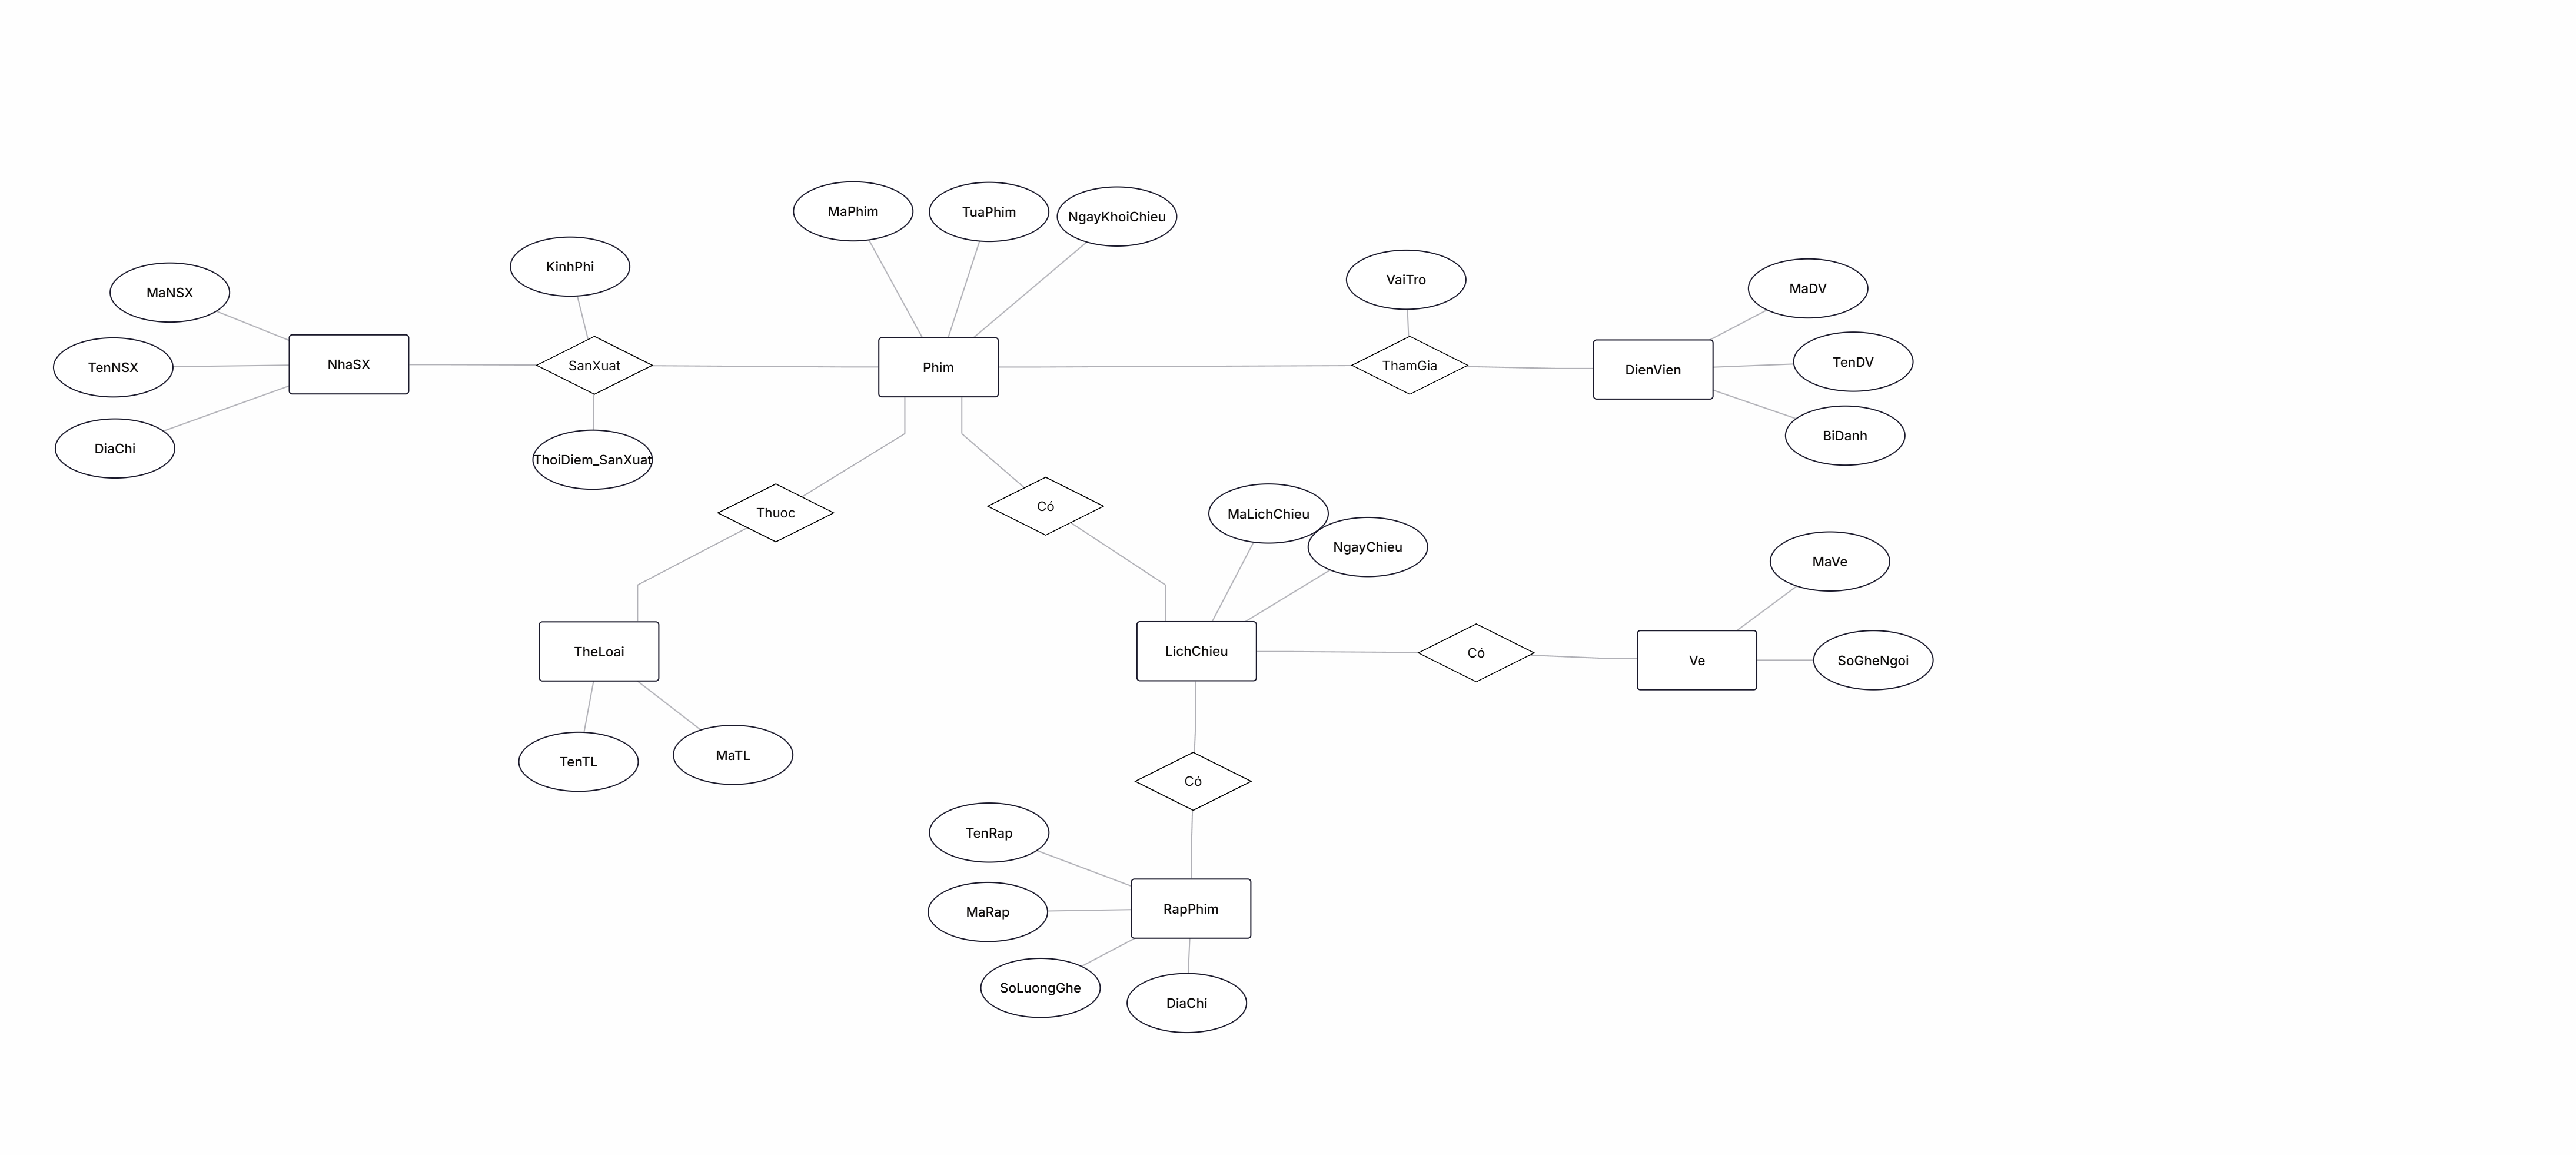 MaPhim
TuaPhim
NgayKhoiChieu
KinhPhi
VaiTro
MaDV
MaNSX
TenNSX
NhaSX
SanXuat
Phim
ThamGia
DienVien
TenDV
BiDanh
DiaChi
ThoiDiem_SanXuat
Thuoc
Có
MaLichChieu
NgayChieu
MaVe
TheLoai
LichChieu
Có
Ve
SoGheNgoi
TenTL
MaTL
Có
TenRap
MaRap
RapPhim
SoLuongGhe
DiaChi